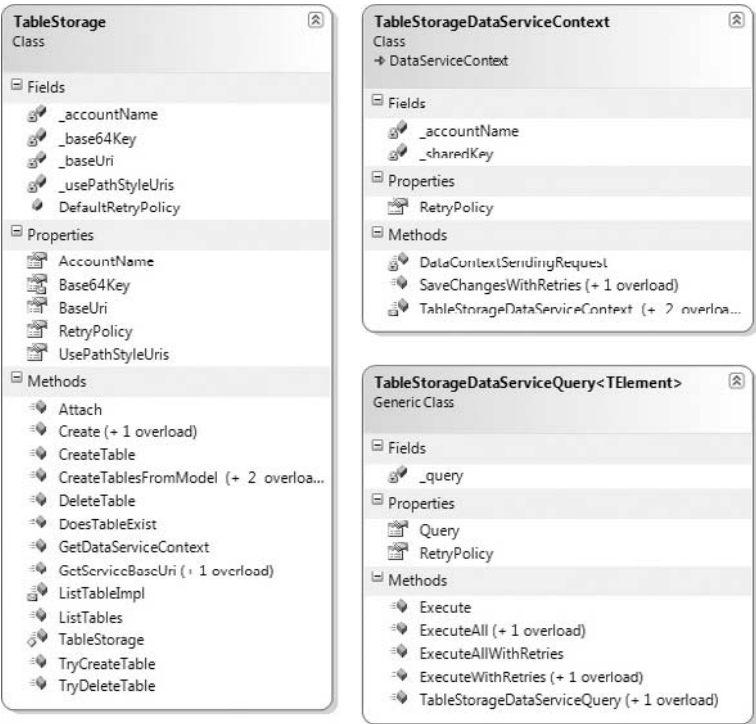 TableStorage
Class
Fields
_accountName
_base64Key
_baseUri
_usePathStyleUris
DefaultRetryPolicy
Properties
AccountName
Base64Key
BaseUri
RetryPolicy
UsePathStyleUris
Methods
Attach
Create (+ 1 overload)
CreateTable
CreateTablesFromModel (+ 2 overloa...
DeleteTable
DoesTableExist
GetDataServiceContext
GetServiceBaseUri (+ 1 overload)
ListTableImpl
ListTables
TableStorage
TryCreateTable
TryDeleteTable
TableStorageDataServiceContext
Class
DataServiceContext
Fields
_accountName
_sharedKey
Properties
RetryPolicy
Methods
DataContextSendingRequest
SaveChangesWithRetries (+ 1 overload)
TableStorageDataServiceContext (+ 2 overloa...
TableStorageDataServiceQuery<TElement>
Generic Class
Fields
_query
Properties
Query
RetryPolicy
Methods
Execute
ExecuteAll (+ 1 overload)
ExecuteAllWithRetries
ExecuteWithRetries (+ 1 overload)
TableStorageDataServiceQuery (+ 1 overload)